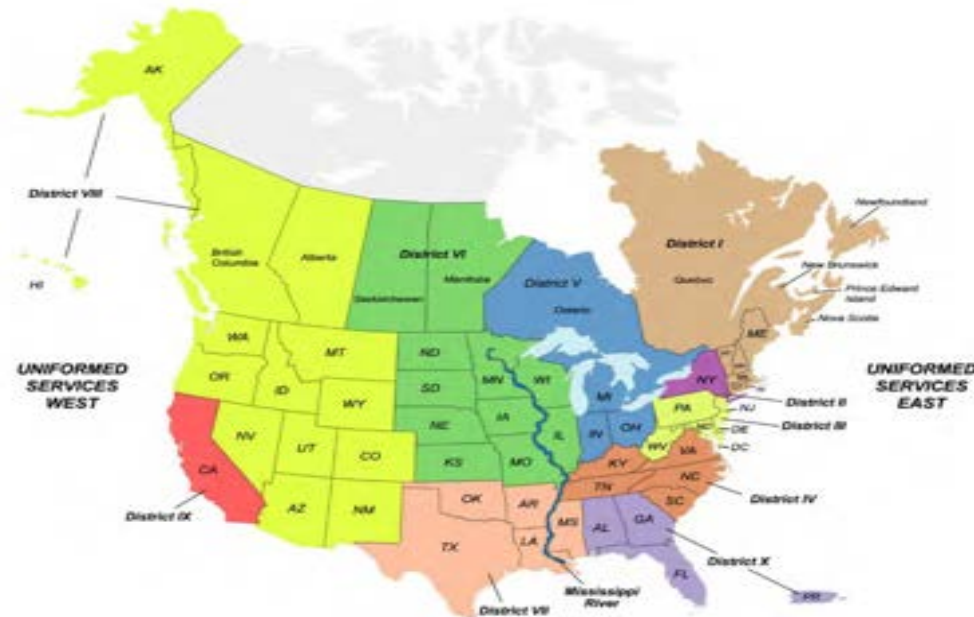 AK
District VIII
HI
British
Columbia
Alberta
District VI
Saskatchewan
Manitoba
District V
Ontario
District I
Quebec
Newfoundland
New Brunswick
Prince Edward
Island
Nova Scotia
ME
UNIFORMED
SERVICES
WEST
UNIFORMED
SERVICES
EAST
WA
OR
ID
MT
WY
ND
SD
NE
KS
MN
WI
IA
IL
MO
MI
IN
OH
NY
District II
PA
NJ
District III
DE
DC
WV
VA
KY
TN
NC
SC
District IV
CA
District IX
NV
UT
CO
AZ
NM
OK
TX
AR
LA
MS
Mississippi
River
District VII
AL
GA
FL
District X
PR